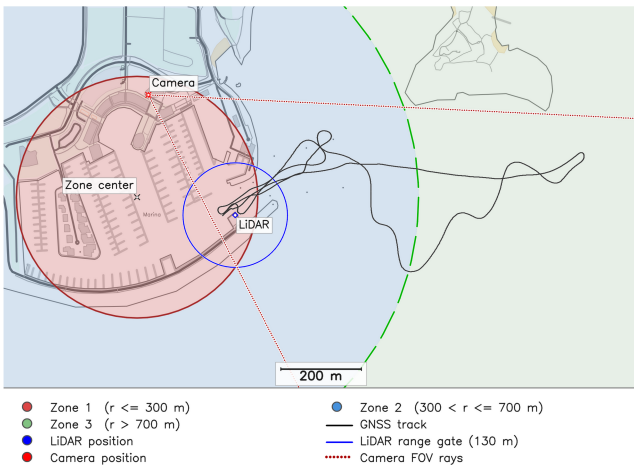 Camera
Zone center
Marina
LiDAR
200 m
Zone 1 (r <= 300 m)
Zone 3 (r > 700 m)
LiDAR position
Camera position
Zone 2 (300 < r <= 700 m)
GNSS track
LiDAR range gate (130 m)
Camera FOV rays